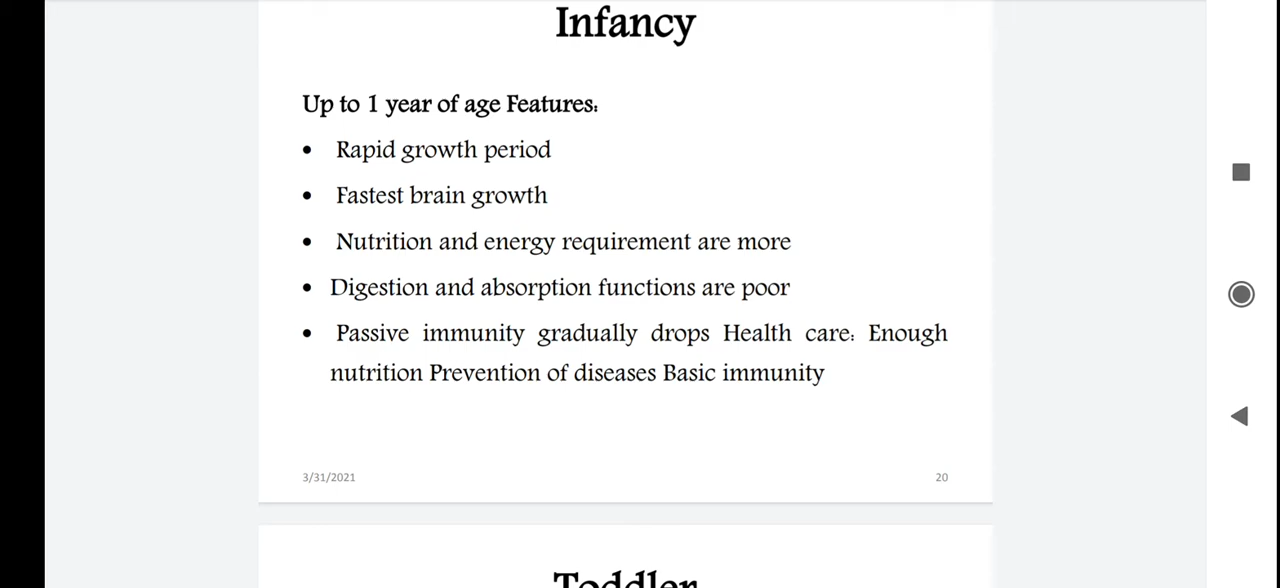 Infancy
Up to 1 year of age Features:
• Rapid growth period
• Fastest brain growth
• Nutrition and energy requirement are more
• Digestion and absorption functions are poor
• Passive immunity gradually drops Health care: Enough
nutrition Prevention of diseases Basic immunity
3/31/2021
20
Toddler